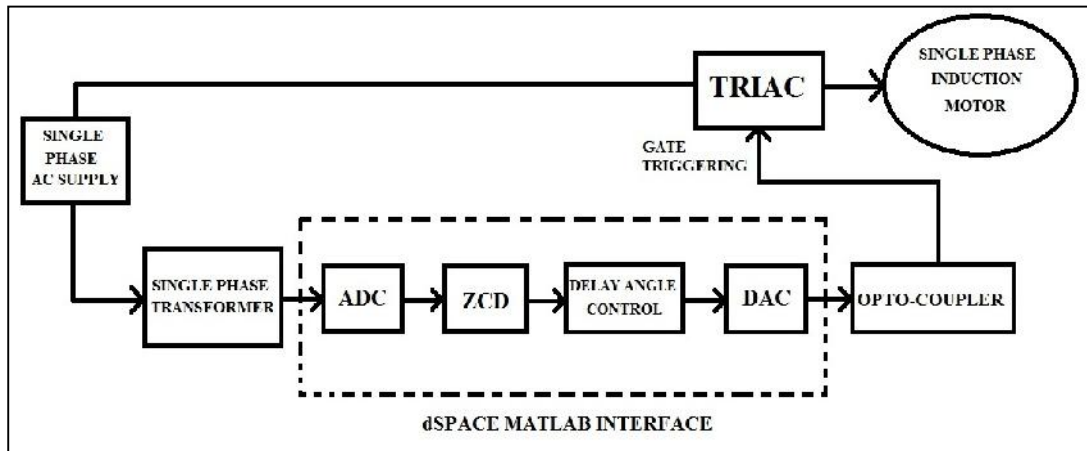 SINGLE PHASE
INDUCTION
MOTOR
TRIAC
SINGLE
PHASE
AC SUPPLY
GATE
TRIGGERING
SINGLE PHASE
TRANSFORMER
ADC
ZCD
DELAY ANGLE
CONTROL
DAC
OPTO-COUPLER
dSPACE MATLAB INTERFACE